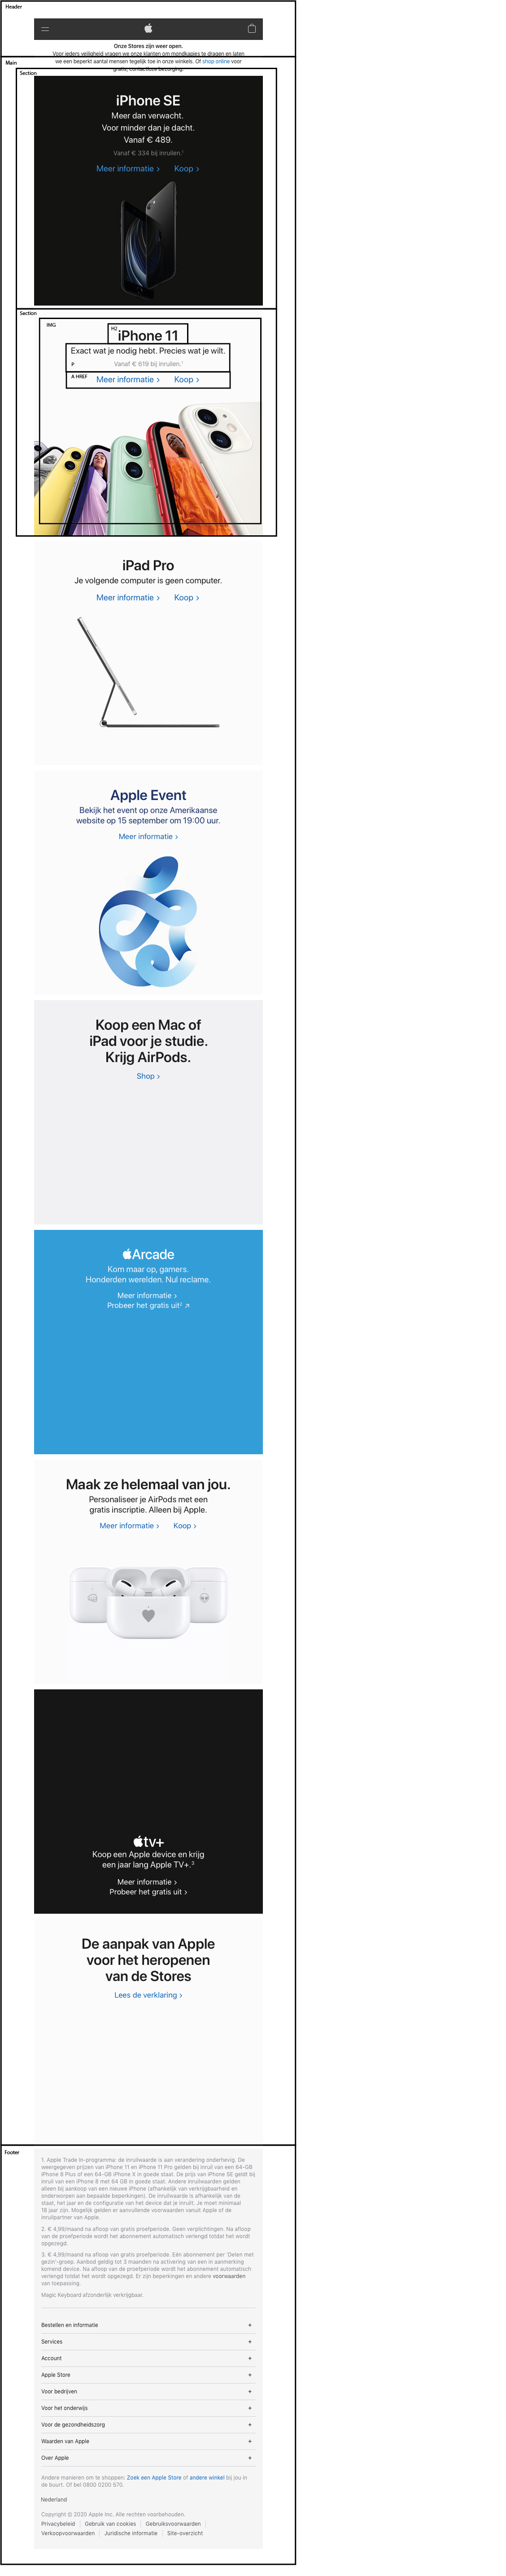 Header
Onze Stores zijn weer open.
Voor ieders veiligheid vragen we onze klanten om mondkapjes te dragen en laten
we een beperkt aantal mensen tegelijk toe in onze winkels. Of shop online voor
gratis, contactloze bezorging.
Main
Section
iPhone SE
Meer dan verwacht.
Voor minder dan je dacht.
Vanaf € 489.
Vanaf € 334 bij inruilen.¹
Meer informatie > Koop >
Section
IMG
H2
iPhone 11
Exact wat je nodig hebt. Precies wat je wilt.
P
Vanaf € 619 bij inruilen.¹
A HREF
Meer informatie > Koop >
iPad Pro
Je volgende computer is geen computer.
Meer informatie > Koop >
Apple Event
Bekijk het event op onze Amerikaanse
website op 15 september om 19:00 uur.
Meer informatie >
Koop een Mac of
iPad voor je studie.
Krijg AirPods.
Shop >
Arcade
Kom maar op, gamers.
Honderden werelden. Nul reclame.
Meer informatie >
Probeer het gratis uit² ↗
Maak ze helemaal van jou.
Personaliseer je AirPods met een
gratis inscriptie. Alleen bij Apple.
Meer informatie > Koop >
tv+
Koop een Apple device en krijg
een jaar lang Apple TV+.³
Meer informatie >
Probeer het gratis uit >
De aanpak van Apple
voor het heropenen
van de Stores
Lees de verklaring >
Footer
1. Apple Trade In-programma: de inruilwaarde is aan verandering onderhevig. De
weergegeven prijzen van iPhone 11 en iPhone 11 Pro gelden bij inruil van een 64-GB
iPhone 8 Plus of een 64-GB iPhone X in goede staat. De prijs van iPhone SE geldt bij
inruil van een iPhone 8 met 64 GB in goede staat. Andere inruilwaarden gelden
alleen bij aankoop van een nieuwe iPhone (afhankelijk van verkrijgbaarheid en
onderworpen aan bepaalde beperkingen). De inruilwaarde is afhankelijk van de
staat, het jaar en de configuratie van het device dat je inruilt. Je moet minimaal
18 jaar zijn. Mogelijk gelden er aanvullende voorwaarden vanuit Apple of de
inruilpartner van Apple.
2. € 4,99/maand na afloop van gratis proefperiode. Geen verplichtingen. Na afloop
van de proefperiode wordt het abonnement automatisch verlengd totdat het wordt
opgezegd.
3. € 4,99/maand na afloop van gratis proefperiode. Eén abonnement per 'Delen met
gezin'-groep. Aanbod geldig tot 3 maanden na activering van een in aanmerking
komend device. Na afloop van de proefperiode wordt het abonnement automatisch
verlengd totdat het wordt opgezegd. Er zijn beperkingen en andere voorwaarden
van toepassing.
Magic Keyboard afzonderlijk verkrijgbaar.
Bestellen en informatie +
Services +
Account +
Apple Store +
Voor bedrijven +
Voor het onderwijs +
Voor de gezondheidszorg +
Waarden van Apple +
Over Apple +
Andere manieren om te shoppen: Zoek een Apple Store of andere winkel bij jou in
de buurt. Of bel 0800 0200 570.
Nederland
Copyright © 2020 Apple Inc. Alle rechten voorbehouden.
Privacybeleid | Gebruik van cookies | Gebruiksvoorwaarden |
Verkoopvoorwaarden | Juridische informatie | Site-overzicht